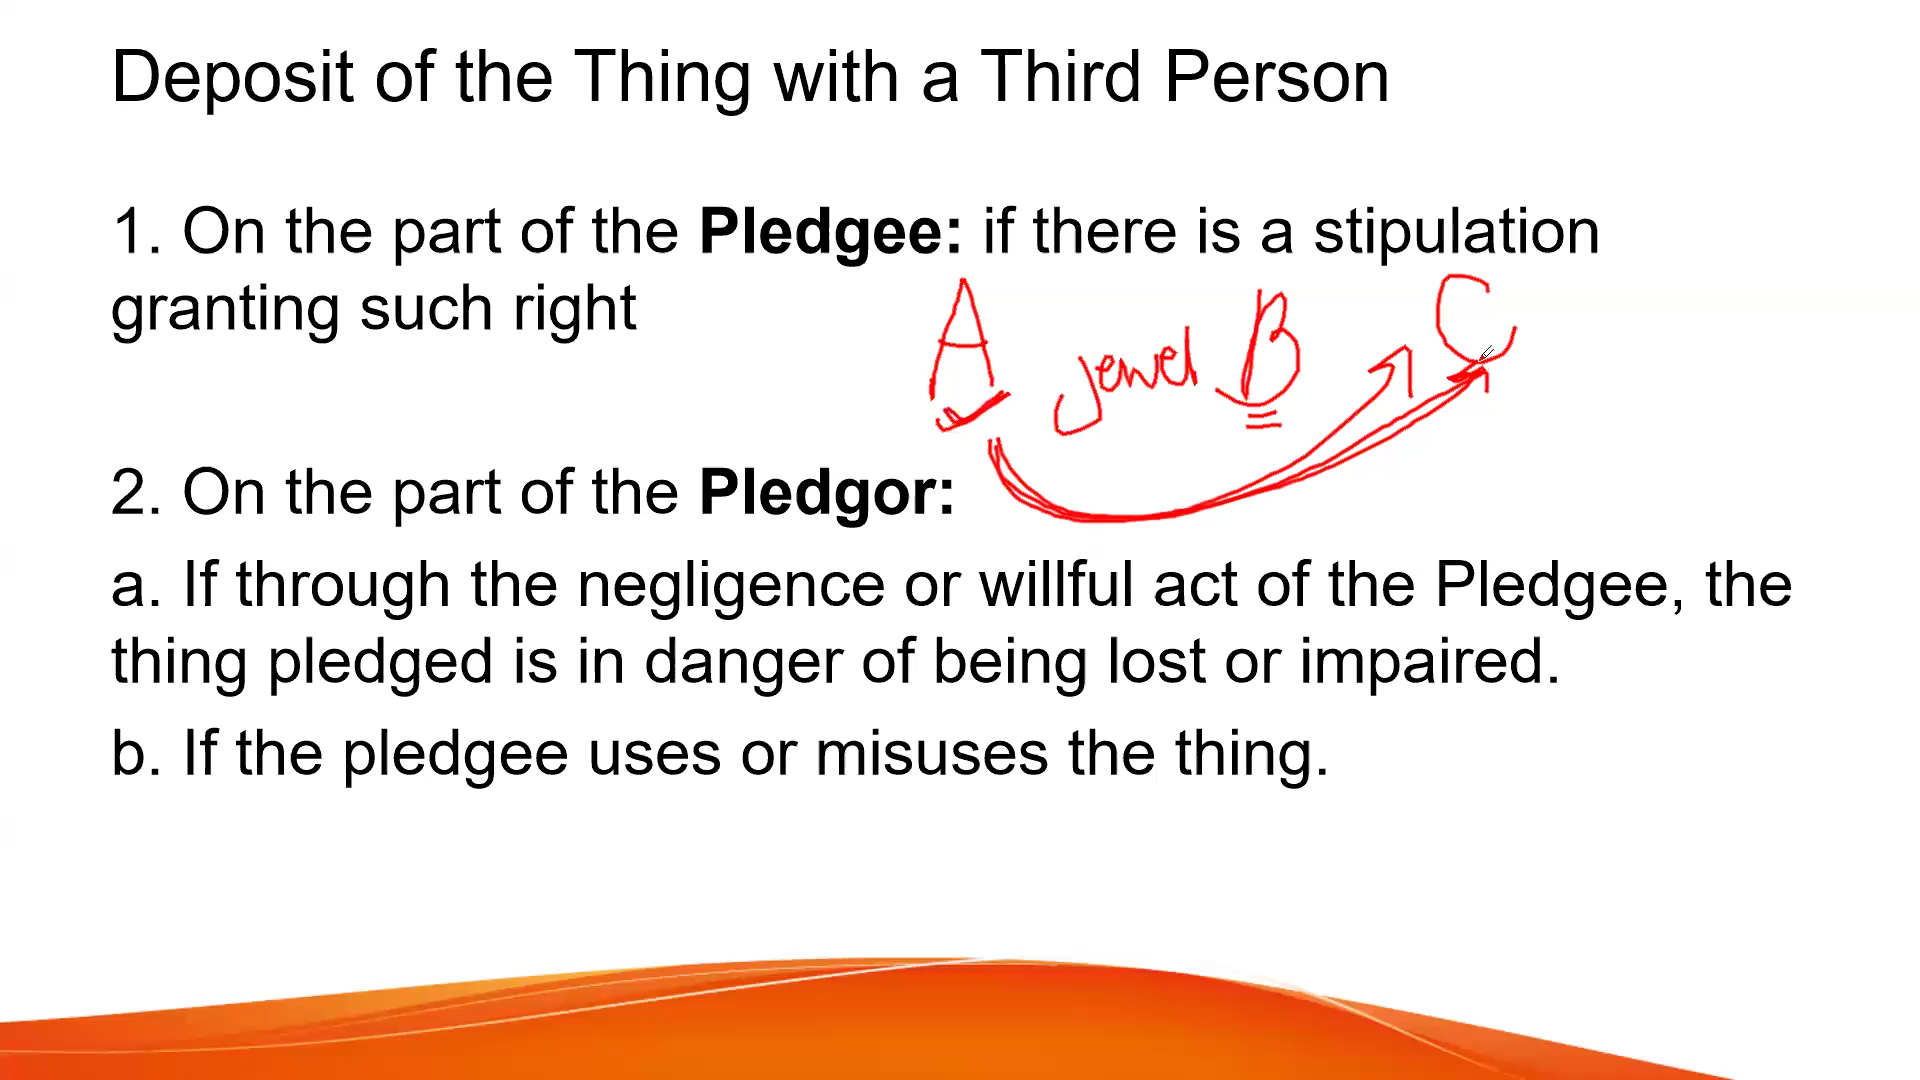 Deposit of the Thing with a Third Person
1. On the part of the Pledgee: if there is a stipulation
granting such right
A jewel B C
2. On the part of the Pledgor:
a. If through the negligence or willful act of the Pledgee, the
thing pledged is in danger of being lost or impaired.
b. If the pledgee uses or misuses the thing.